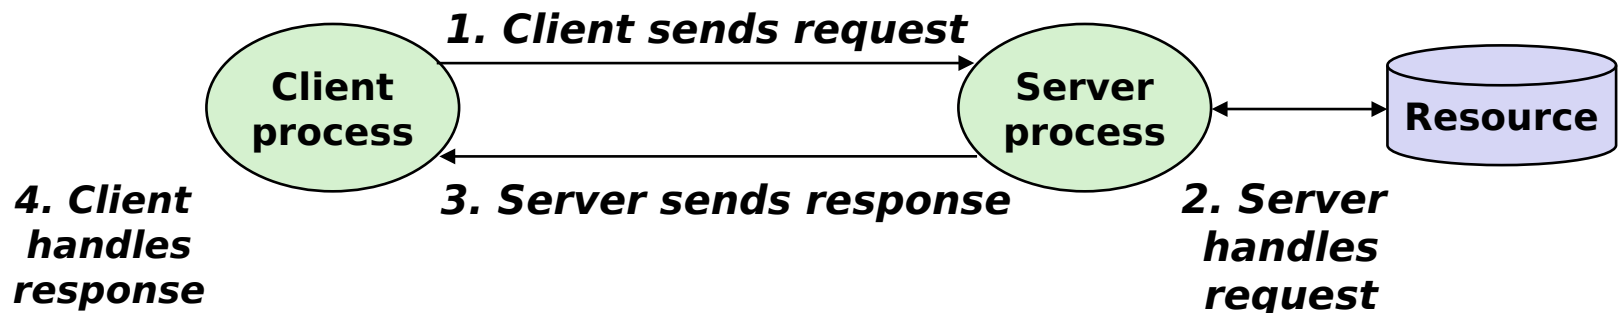 1. Client sends request
Client
process
Server
process
Resource
3. Server sends response
2. Server
handles
request
4. Client
handles
response